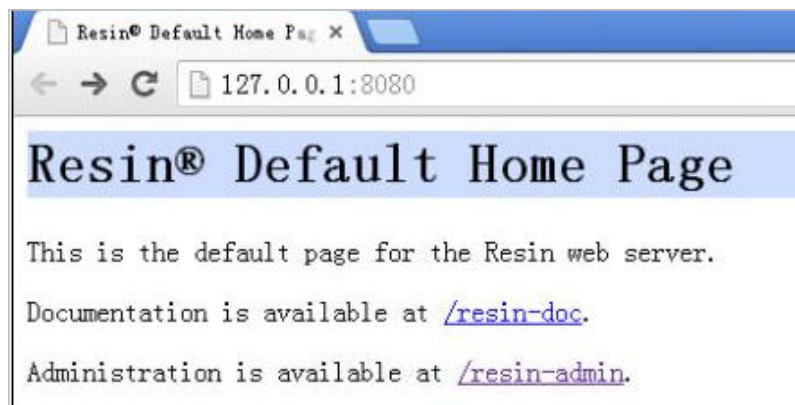 Resin® Default Home Pag
127.0.0.1:8080
Resin® Default Home Page
This is the default page for the Resin web server.
Documentation is available at /resin-doc.
Administration is available at /resin-admin.